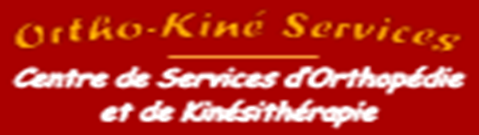 Ortho-Kiné Services
Centre de Services d'Orthopédie
et de Kinésithérapie